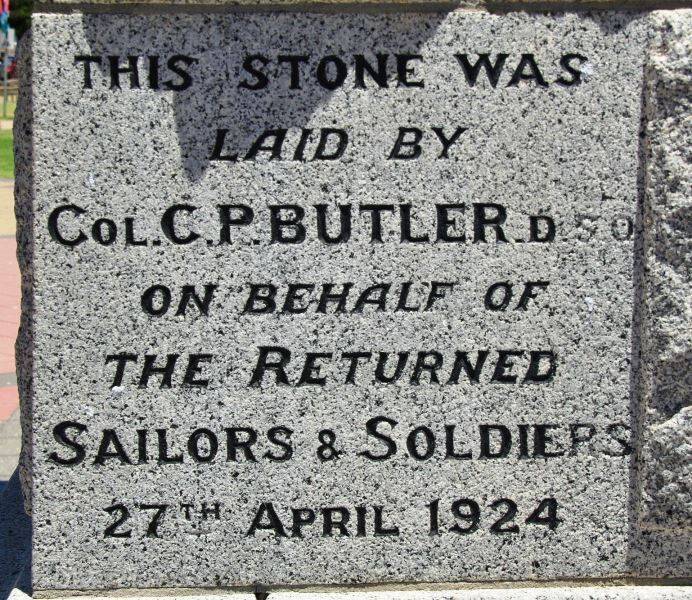 THIS STONE WAS
LAID BY
COL. C. P. BUTLER. D.S.O
ON BEHALF OF
THE RETURNED
SAILORS & SOLDIERS
27TH APRIL 1924